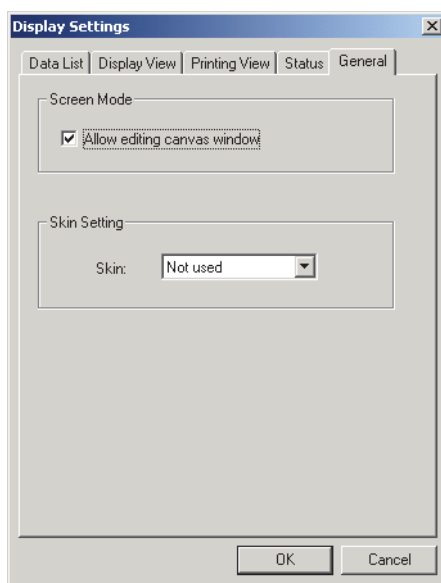 Display Settings
Data List Display View Printing View Status General
Screen Mode
Allow editing canvas window
Skin Setting
Skin: Not used
OK Cancel